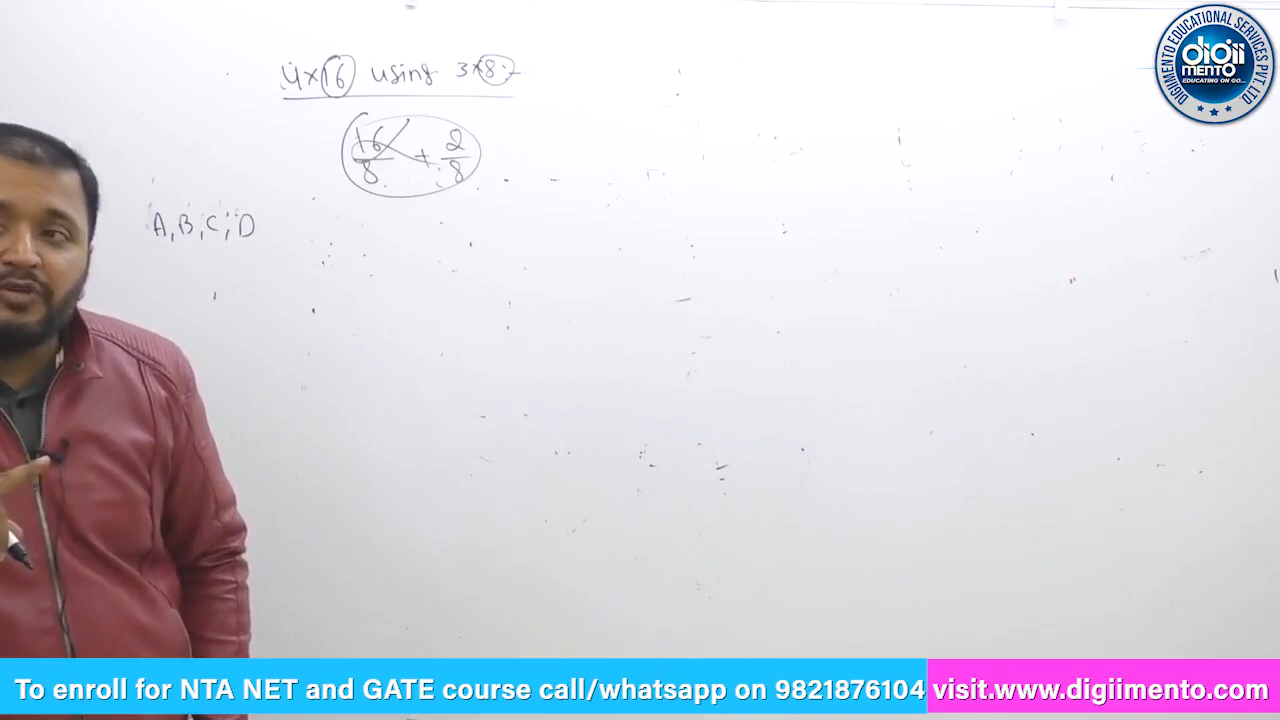 4×16 using 3×8:-
16/8 + 2/8
A, B, C, D
DIGIIMENTO EDUCATIONAL SERVICES PVT. LTD
digii
MENTO
EDUCATING ON GO...
To enroll for NTA NET and GATE course call/whatsapp on 9821876104 visit.www.digiimento.com